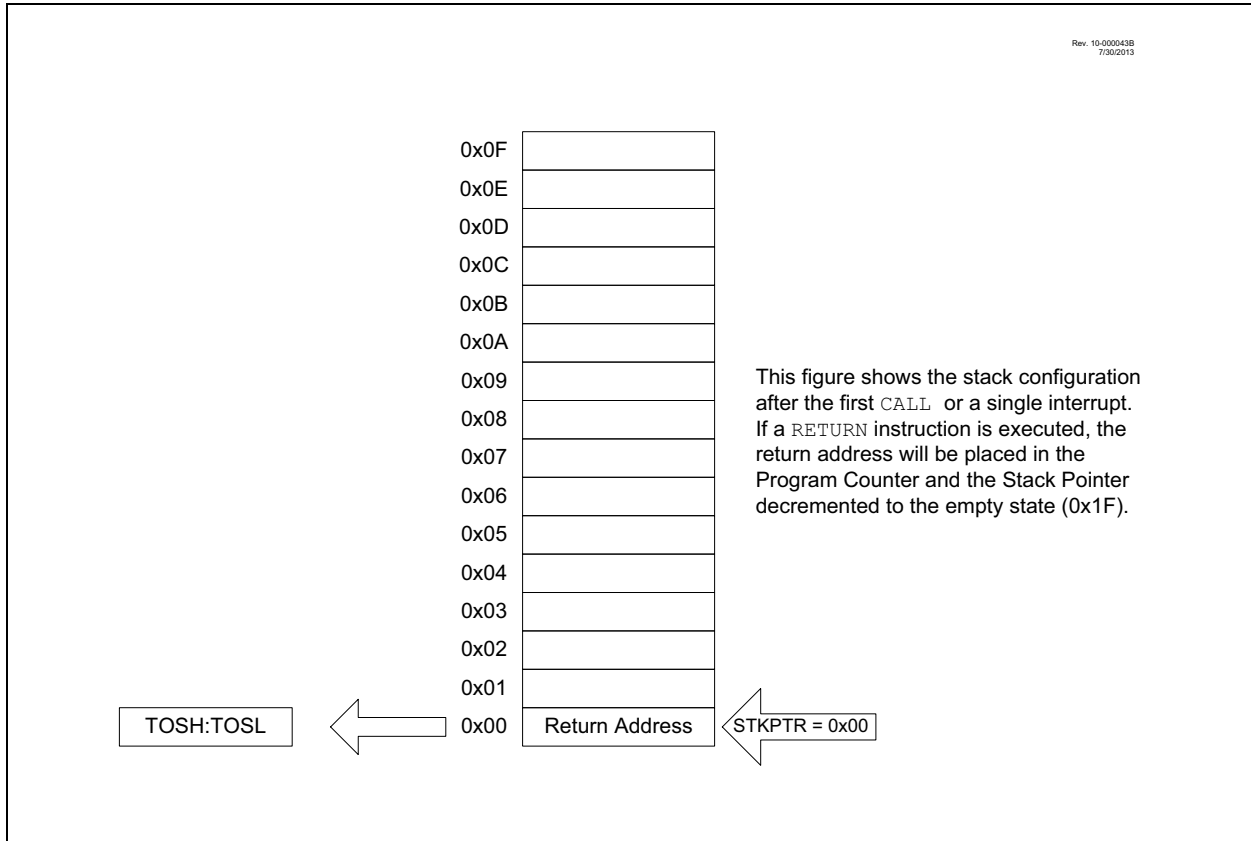 Rev. 10-000043B
7/30/2013
0x0F
0x0E
0x0D
0x0C
0x0B
0x0A
0x09
0x08
0x07
0x06
0x05
0x04
0x03
0x02
0x01
0x00
This figure shows the stack configuration
after the first CALL or a single interrupt.
If a RETURN instruction is executed, the
return address will be placed in the
Program Counter and the Stack Pointer
decremented to the empty state (0x1F).
TOSH:TOSL
Return Address
STKPTR = 0x00